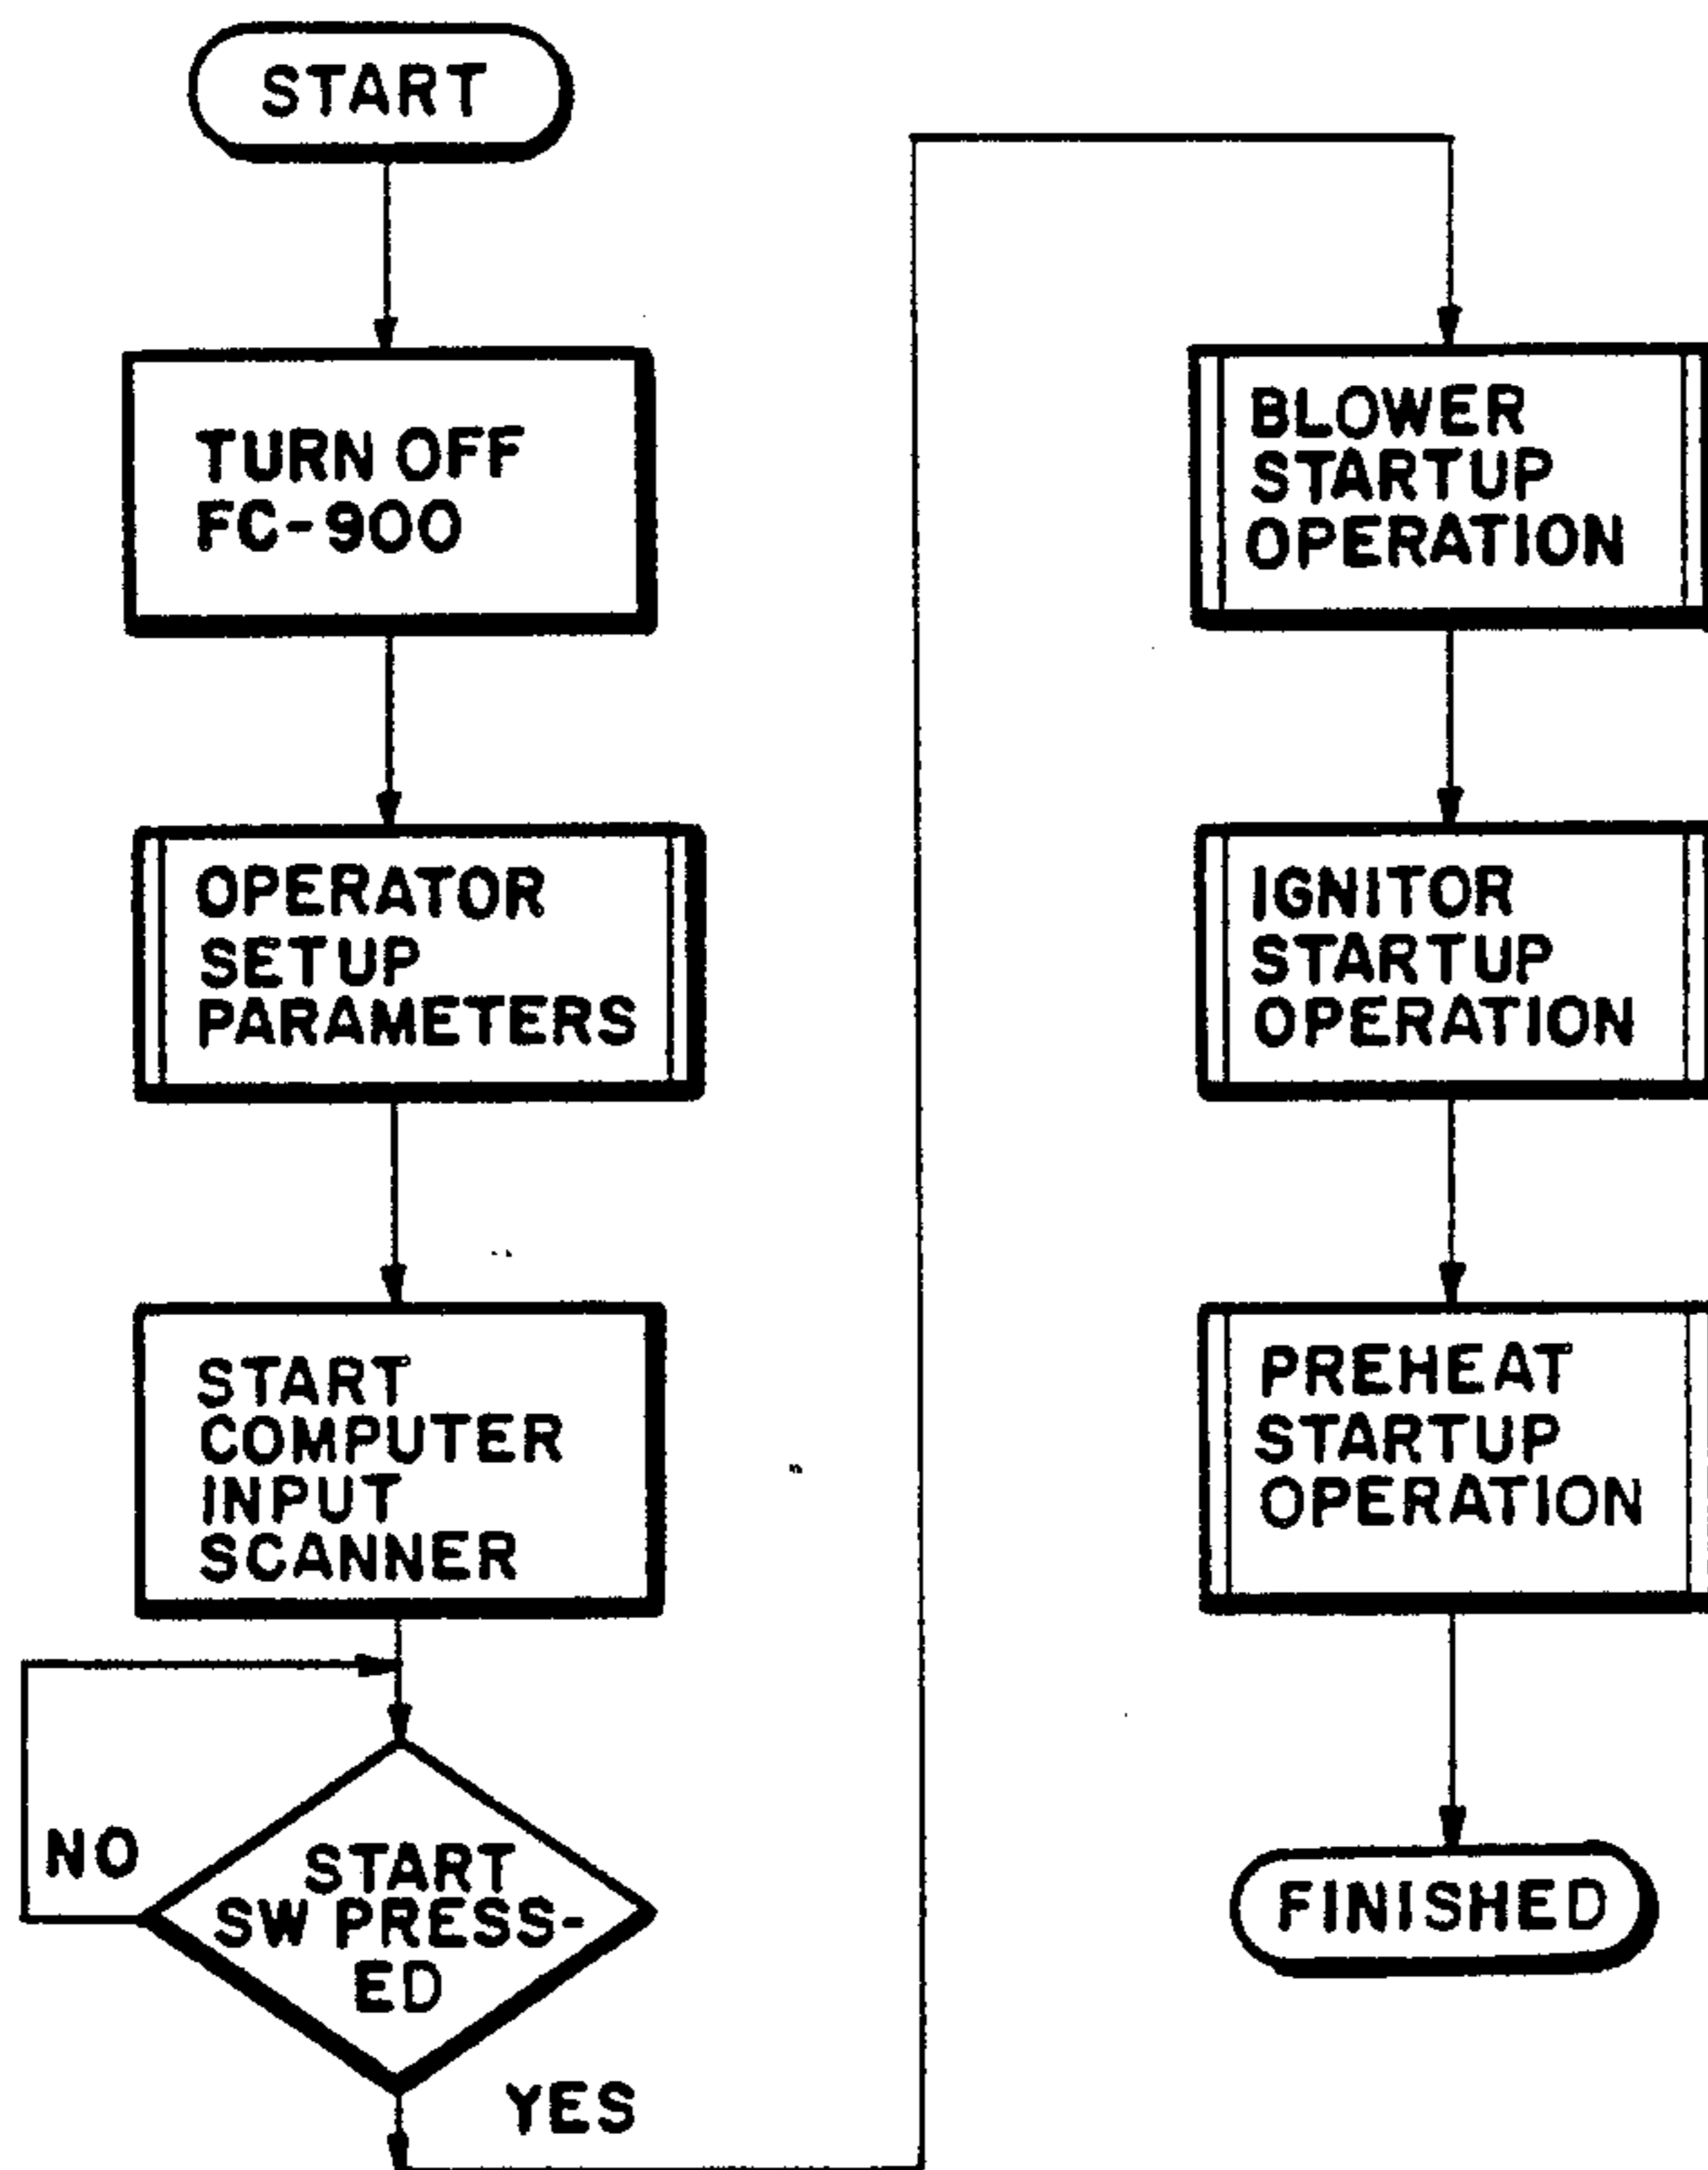 START
TURN OFF
FC-900
OPERATOR
SETUP
PARAMETERS
START
COMPUTER
INPUT
SCANNER
NO
START
SW PRESS-
ED
YES
BLOWER
STARTUP
OPERATION
IGNITOR
STARTUP
OPERATION
PREHEAT
STARTUP
OPERATION
FINISHED